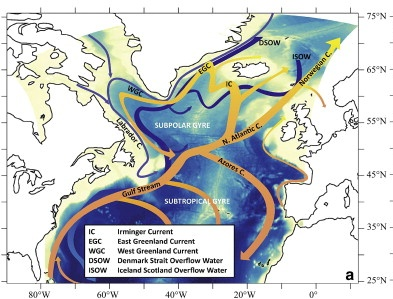 75°N
DSOW
ISOW
EGC
Norwegian C.
65°N
IC
WGC
Labrador C.
SUBPOLAR GYRE
55°N
N. Atlantic C.
Azores C.
45°N
Gulf Stream
SUBTROPICAL GYRE
35°N
IC Irminger Current
EGC East Greenland Current
WGC West Greenland Current
DSOW Denmark Strait Overflow Water
ISOW Iceland Scotland Overflow Water
a
25°N
80°W 60°W 40°W 20°W 0°